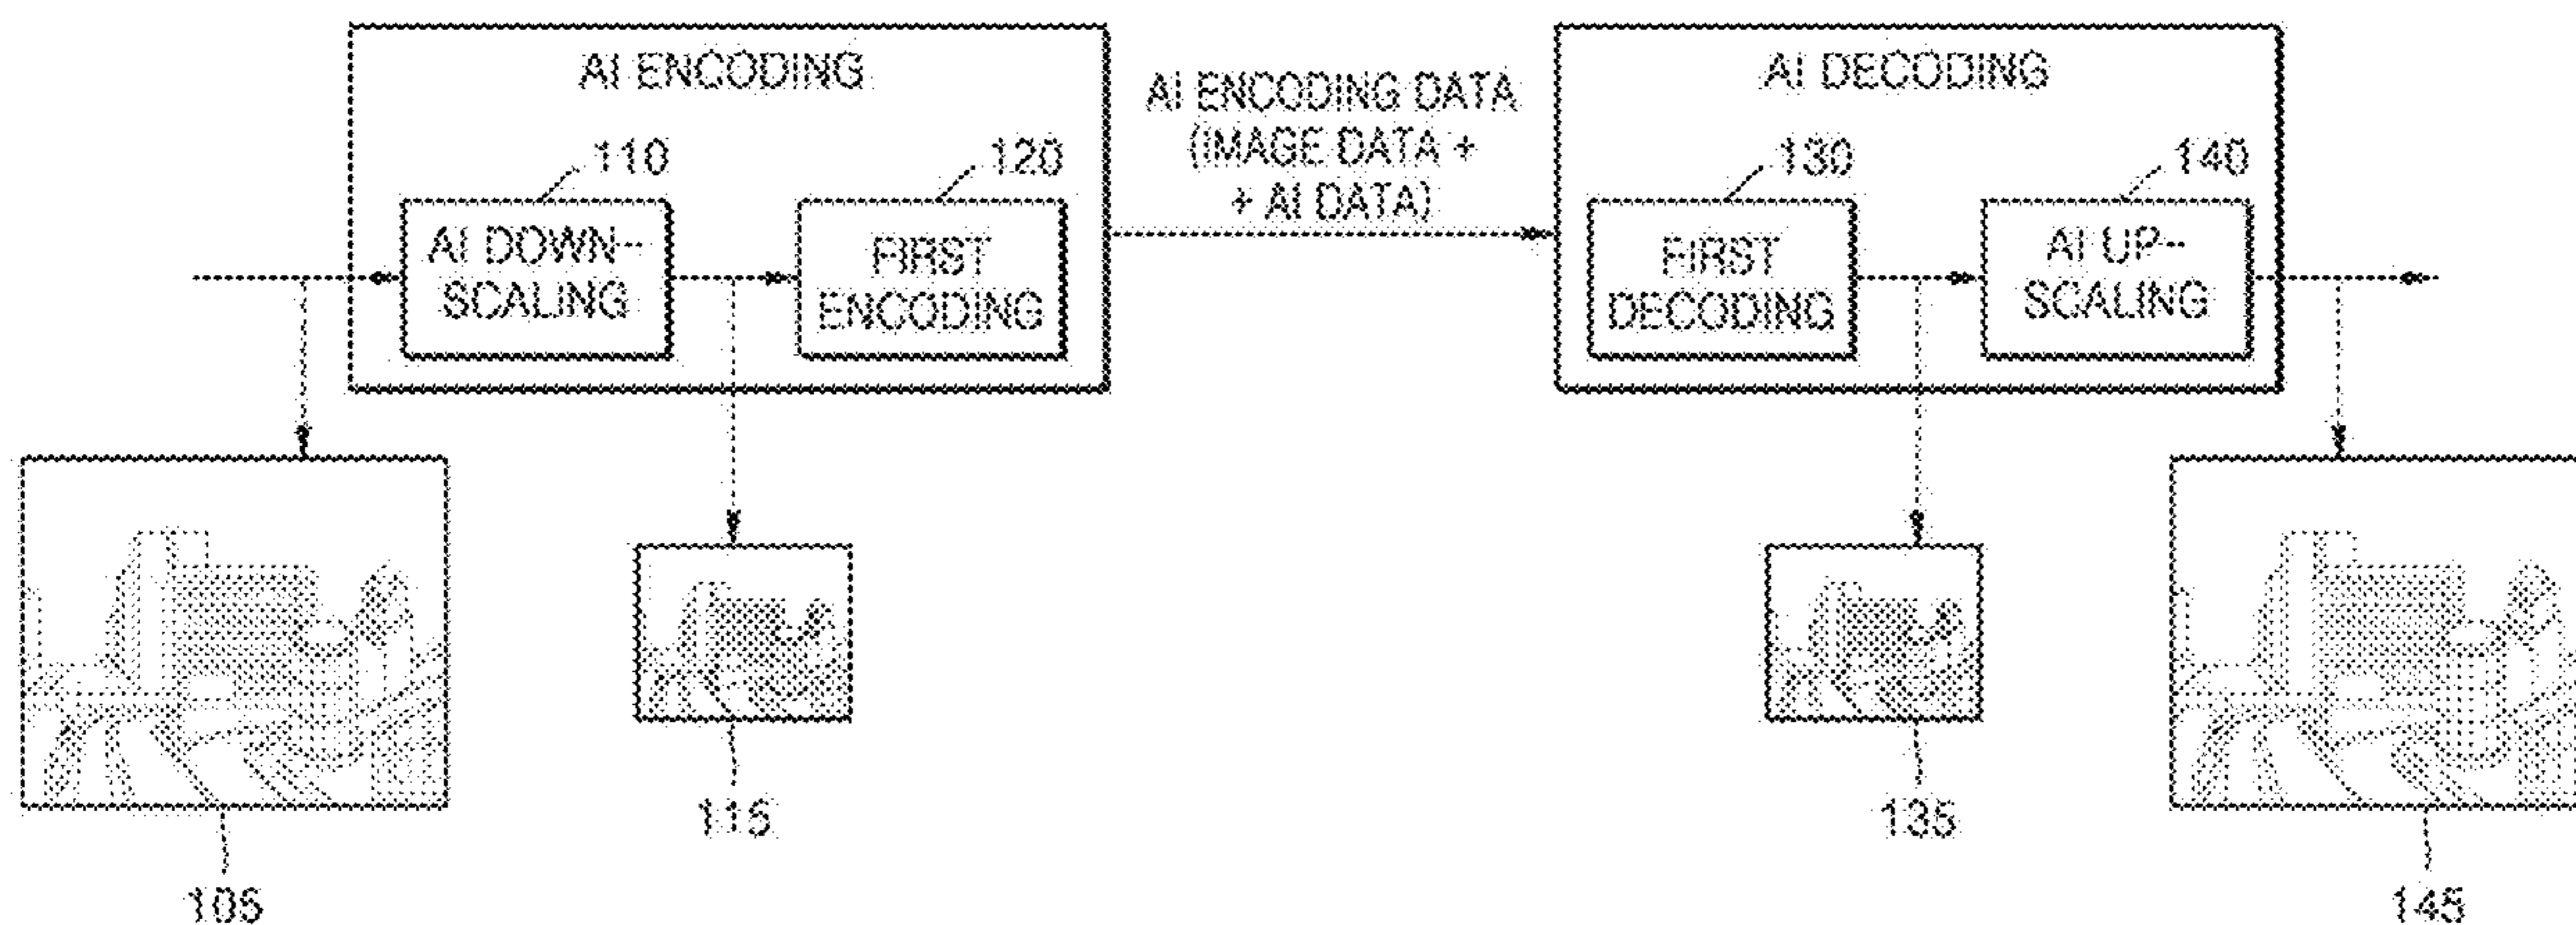 AI ENCODING
110
120
AI DOWN-
SCALING
FIRST
ENCODING
AI ENCODING DATA
(IMAGE DATA +
+ AI DATA)
AI DECODING
130
140
FIRST
DECODING
AI UP-
SCALING
105
115
135
145